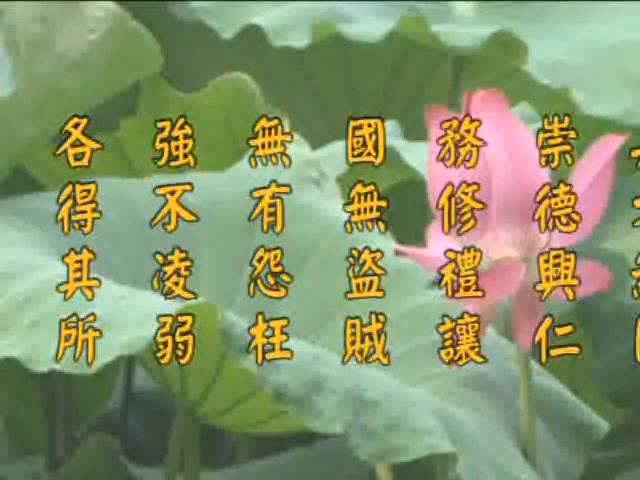 崇德興仁
務修禮讓
國無盜賊
無有怨枉
強不凌弱
各得其所